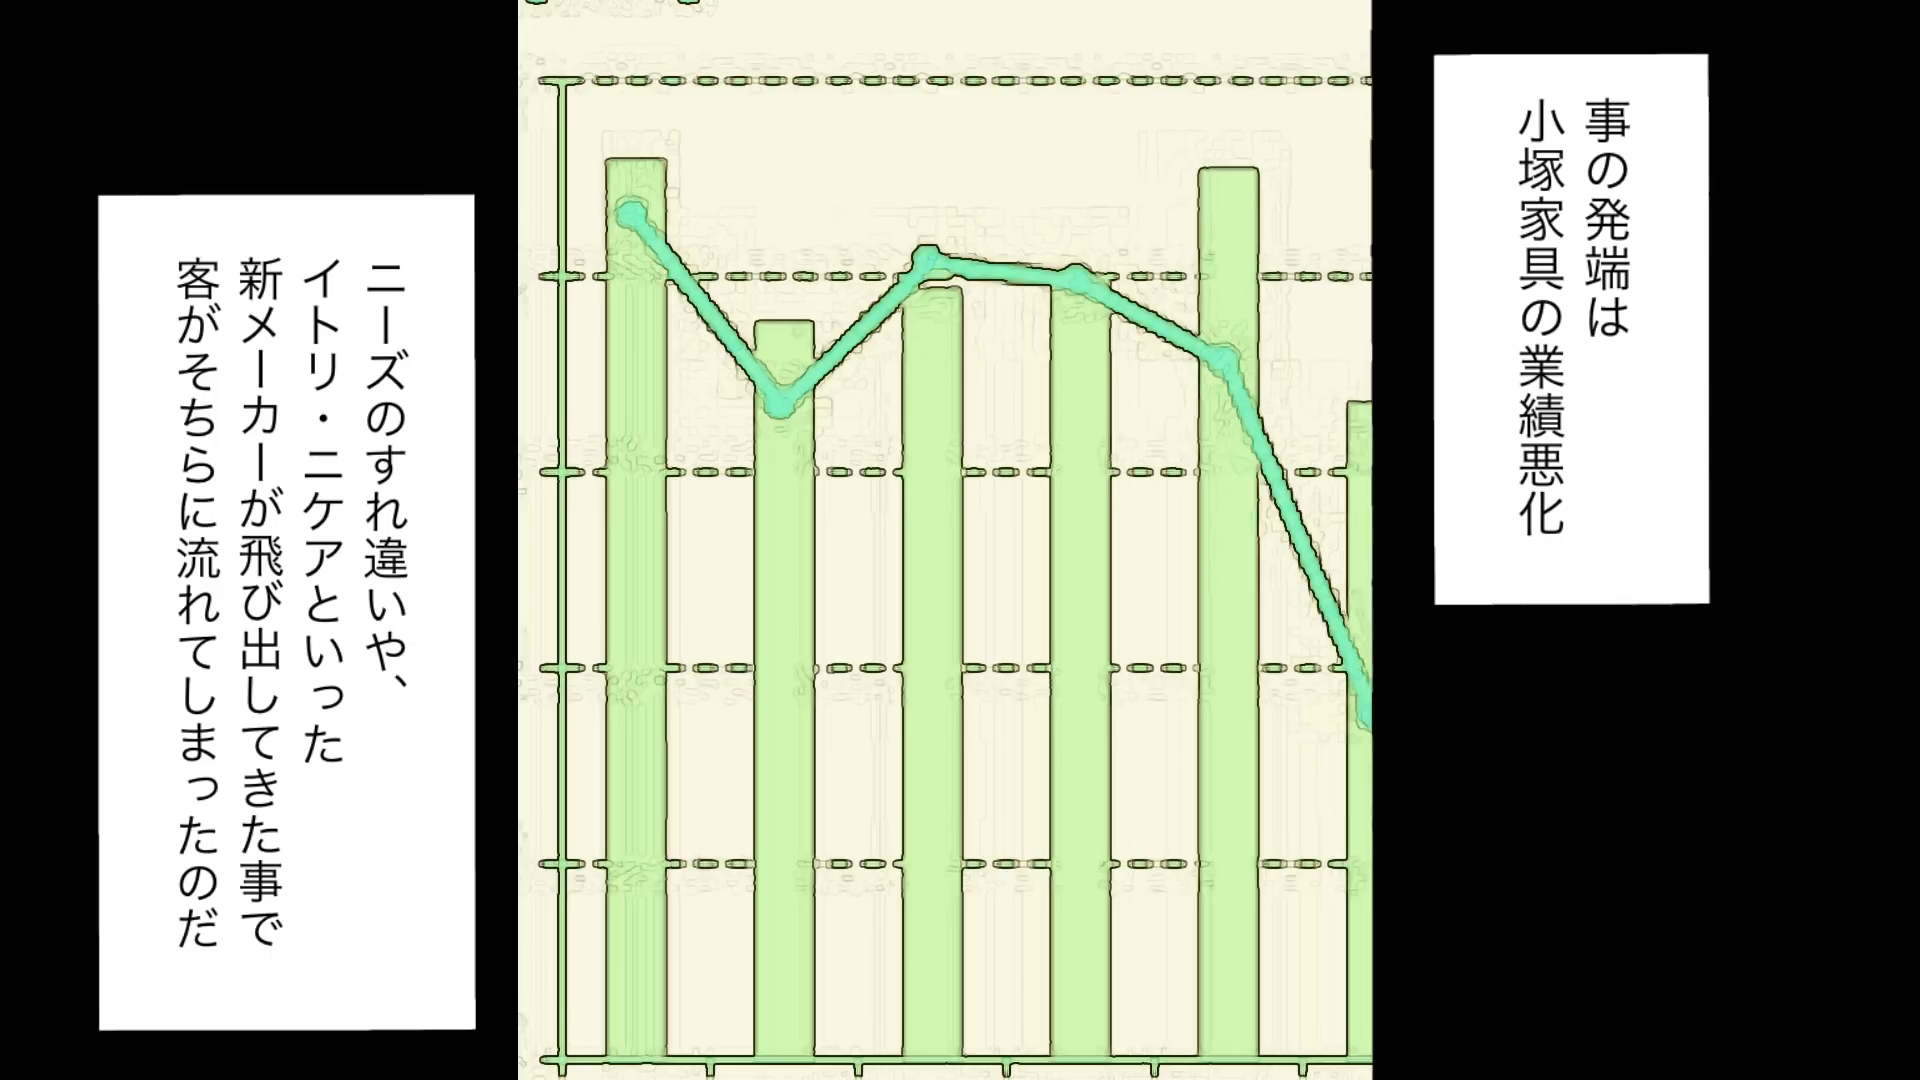 事の発端は
小塚家具の業績悪化
ニーズのすれ違いや、
イトリ・ニケアといった
新メーカーが飛び出してきた事で
客がそちらに流れてしまったのだ